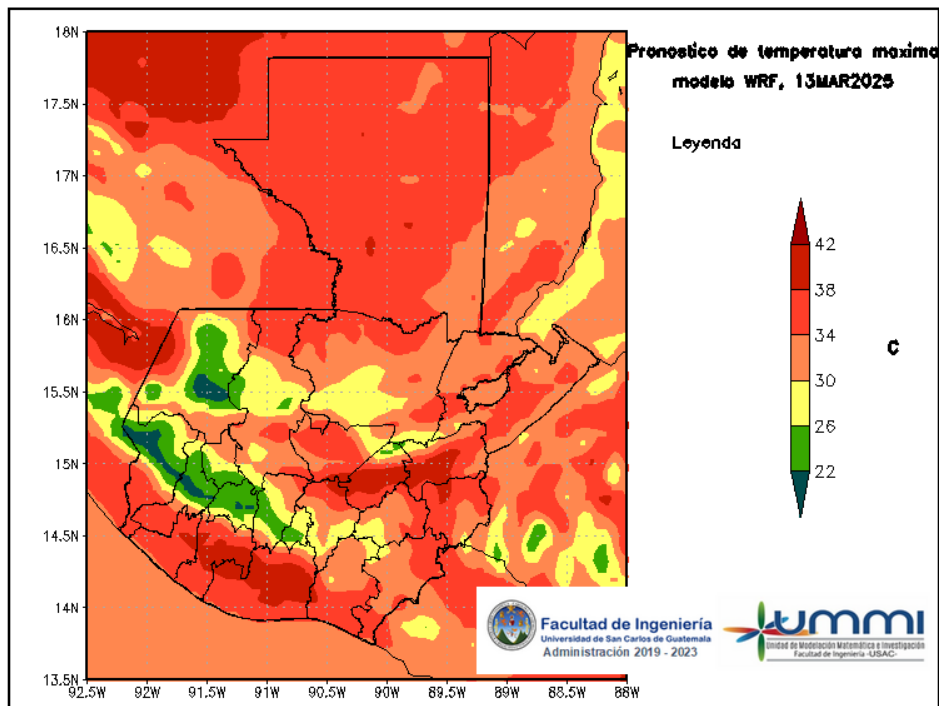 Pronostico de temperatura maxima
modelo WRF, 13MAR2025
Leyenda
42
38
34
30
26
22
C
18N
17.5N
17N
16.5N
16N
15.5N
15N
14.5N
14N
13.5N
92.5W
92W
91.5W
91W
90.5W
90W
89.5W
89W
88.5W
88W
Facultad de Ingeniería
Universidad de San Carlos de Guatemala
Administración 2019 - 2023
UMMI
Unidad de Modelación Matemática e Investigación
Facultad de Ingeniería -USAC-